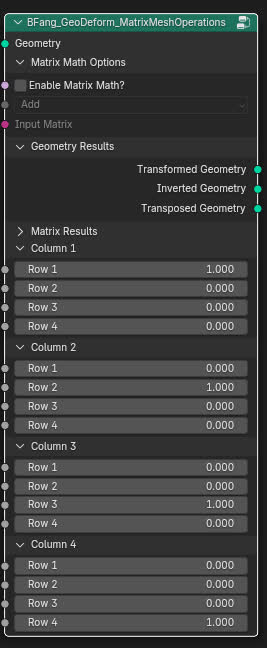 BFang_GeoDeform_MatrixMeshOperations
Geometry
Matrix Math Options
Enable Matrix Math?
Add
Input Matrix
Geometry Results
Transformed Geometry
Inverted Geometry
Transposed Geometry
Matrix Results
Column 1
Row 1 1.000
Row 2 0.000
Row 3 0.000
Row 4 0.000
Column 2
Row 1 0.000
Row 2 1.000
Row 3 0.000
Row 4 0.000
Column 3
Row 1 0.000
Row 2 0.000
Row 3 1.000
Row 4 0.000
Column 4
Row 1 0.000
Row 2 0.000
Row 3 0.000
Row 4 1.000